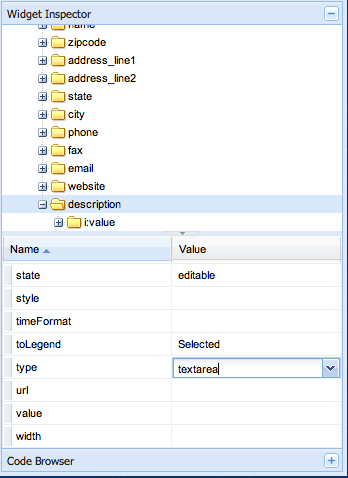 Widget Inspector
name
zipcode
address_line1
address_line2
state
city
phone
fax
email
website
description
i:value
Name Value
state editable
style
timeFormat
toLegend Selected
type textarea
url
value
width
Code Browser